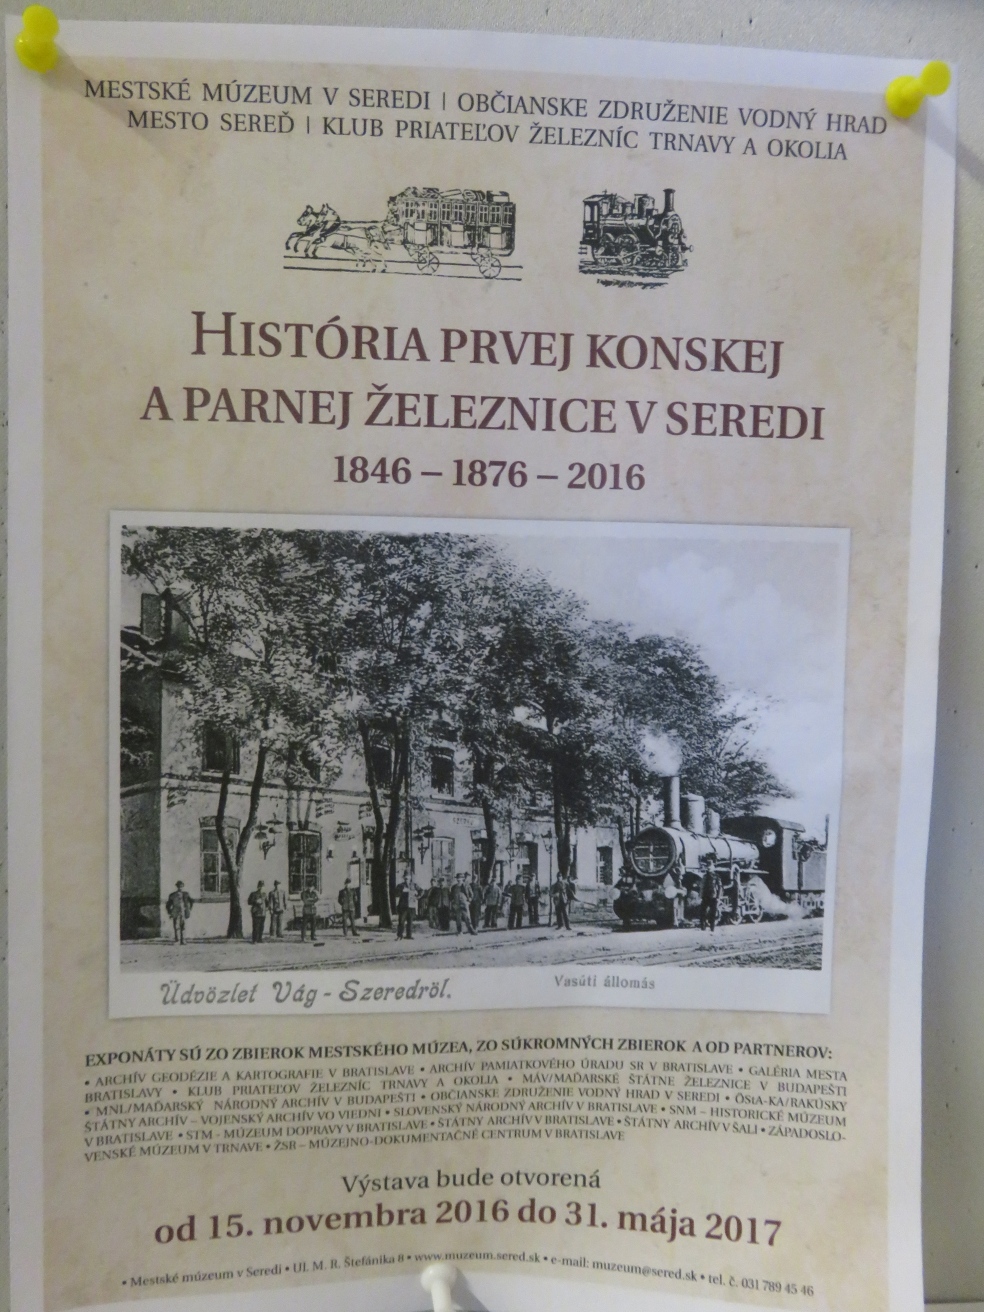 MESTSKÉ MÚZEUM V SEREDI | OBČIANSKE ZDRUŽENIE VODNÝ HRAD
MESTO SEREĎ | KLUB PRIATEĽOV ŽELEZNÍC TRNAVY A OKOLIA
HISTÓRIA PRVEJ KONSKEJ
A PARNEJ ŽELEZNICE V SEREDI
1846 – 1876 – 2016
Üdvözlet Vág - Szeredről.
Vasúti állomás
EXPONÁTY SÚ ZO ZBIEROK MESTSKÉHO MÚZEA, ZO SÚKROMNÝCH ZBIEROK A OD PARTNEROV:
• ARCHÍV GEODÉZIE A KARTOGRAFIE V BRATISLAVE • ARCHÍV PAMIATKOVÉHO ÚRADU SR V BRATISLAVE • GALÉRIA MESTA
BRATISLAVY • KLUB PRIATEĽOV ŽELEZNÍC TRNAVY A OKOLIA • MÁV/MAĎARSKÉ ŠTÁTNE ŽELEZNICE V BUDAPEŠTI
• MNL/MAĎARSKÝ NÁRODNÝ ARCHÍV V BUDAPEŠTI • OBČIANSKE ZDRUŽENIE VODNÝ HRAD V SEREDI • ÖStA-KA/RAKÚSKY
ŠTÁTNY ARCHÍV – VOJENSKÝ ARCHÍV VO VIEDNI • SLOVENSKÝ NÁRODNÝ ARCHÍV V BRATISLAVE • SNM – HISTORICKÉ MÚZEUM
V BRATISLAVE • STM - MÚZEUM DOPRAVY V BRATISLAVE • ŠTÁTNY ARCHÍV V BRATISLAVE • ŠTÁTNY ARCHÍV V ŠALI • ZÁPADOSLO-
VENSKÉ MÚZEUM V TRNAVE • ŽSR – MÚZEJNO-DOKUMENTAČNÉ CENTRUM V BRATISLAVE
Výstava bude otvorená
od 15. novembra 2016 do 31. mája 2017
• Mestské múzeum v Seredi • Ul. M. R. Štefánika 8 • www.muzeum.sered.sk • e-mail: muzeum@sered.sk • tel. č. 031 789 45 46